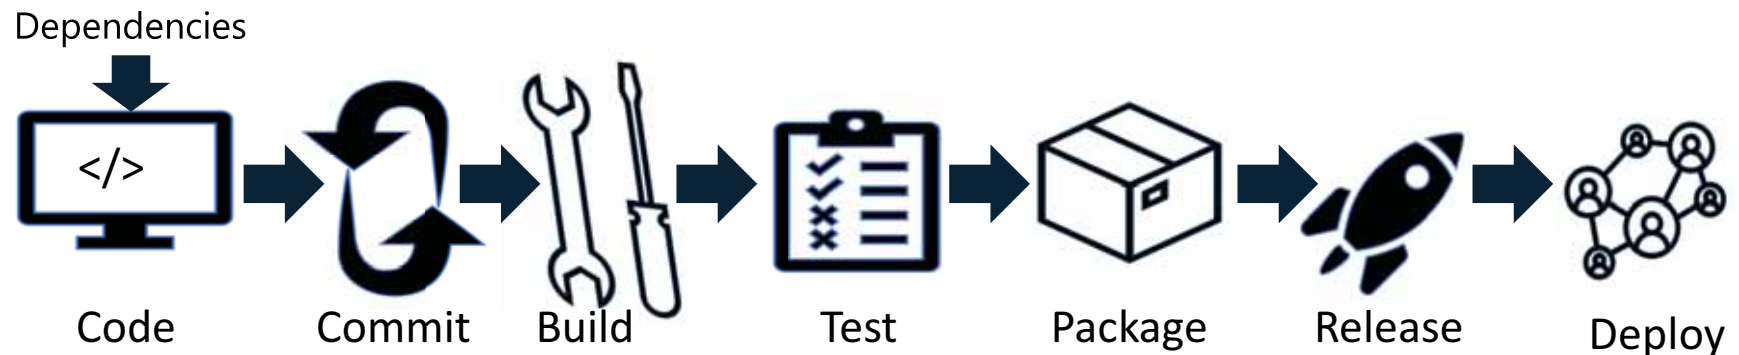 Dependencies
</>
Code
Commit
Build
Test
Package
Release
Deploy